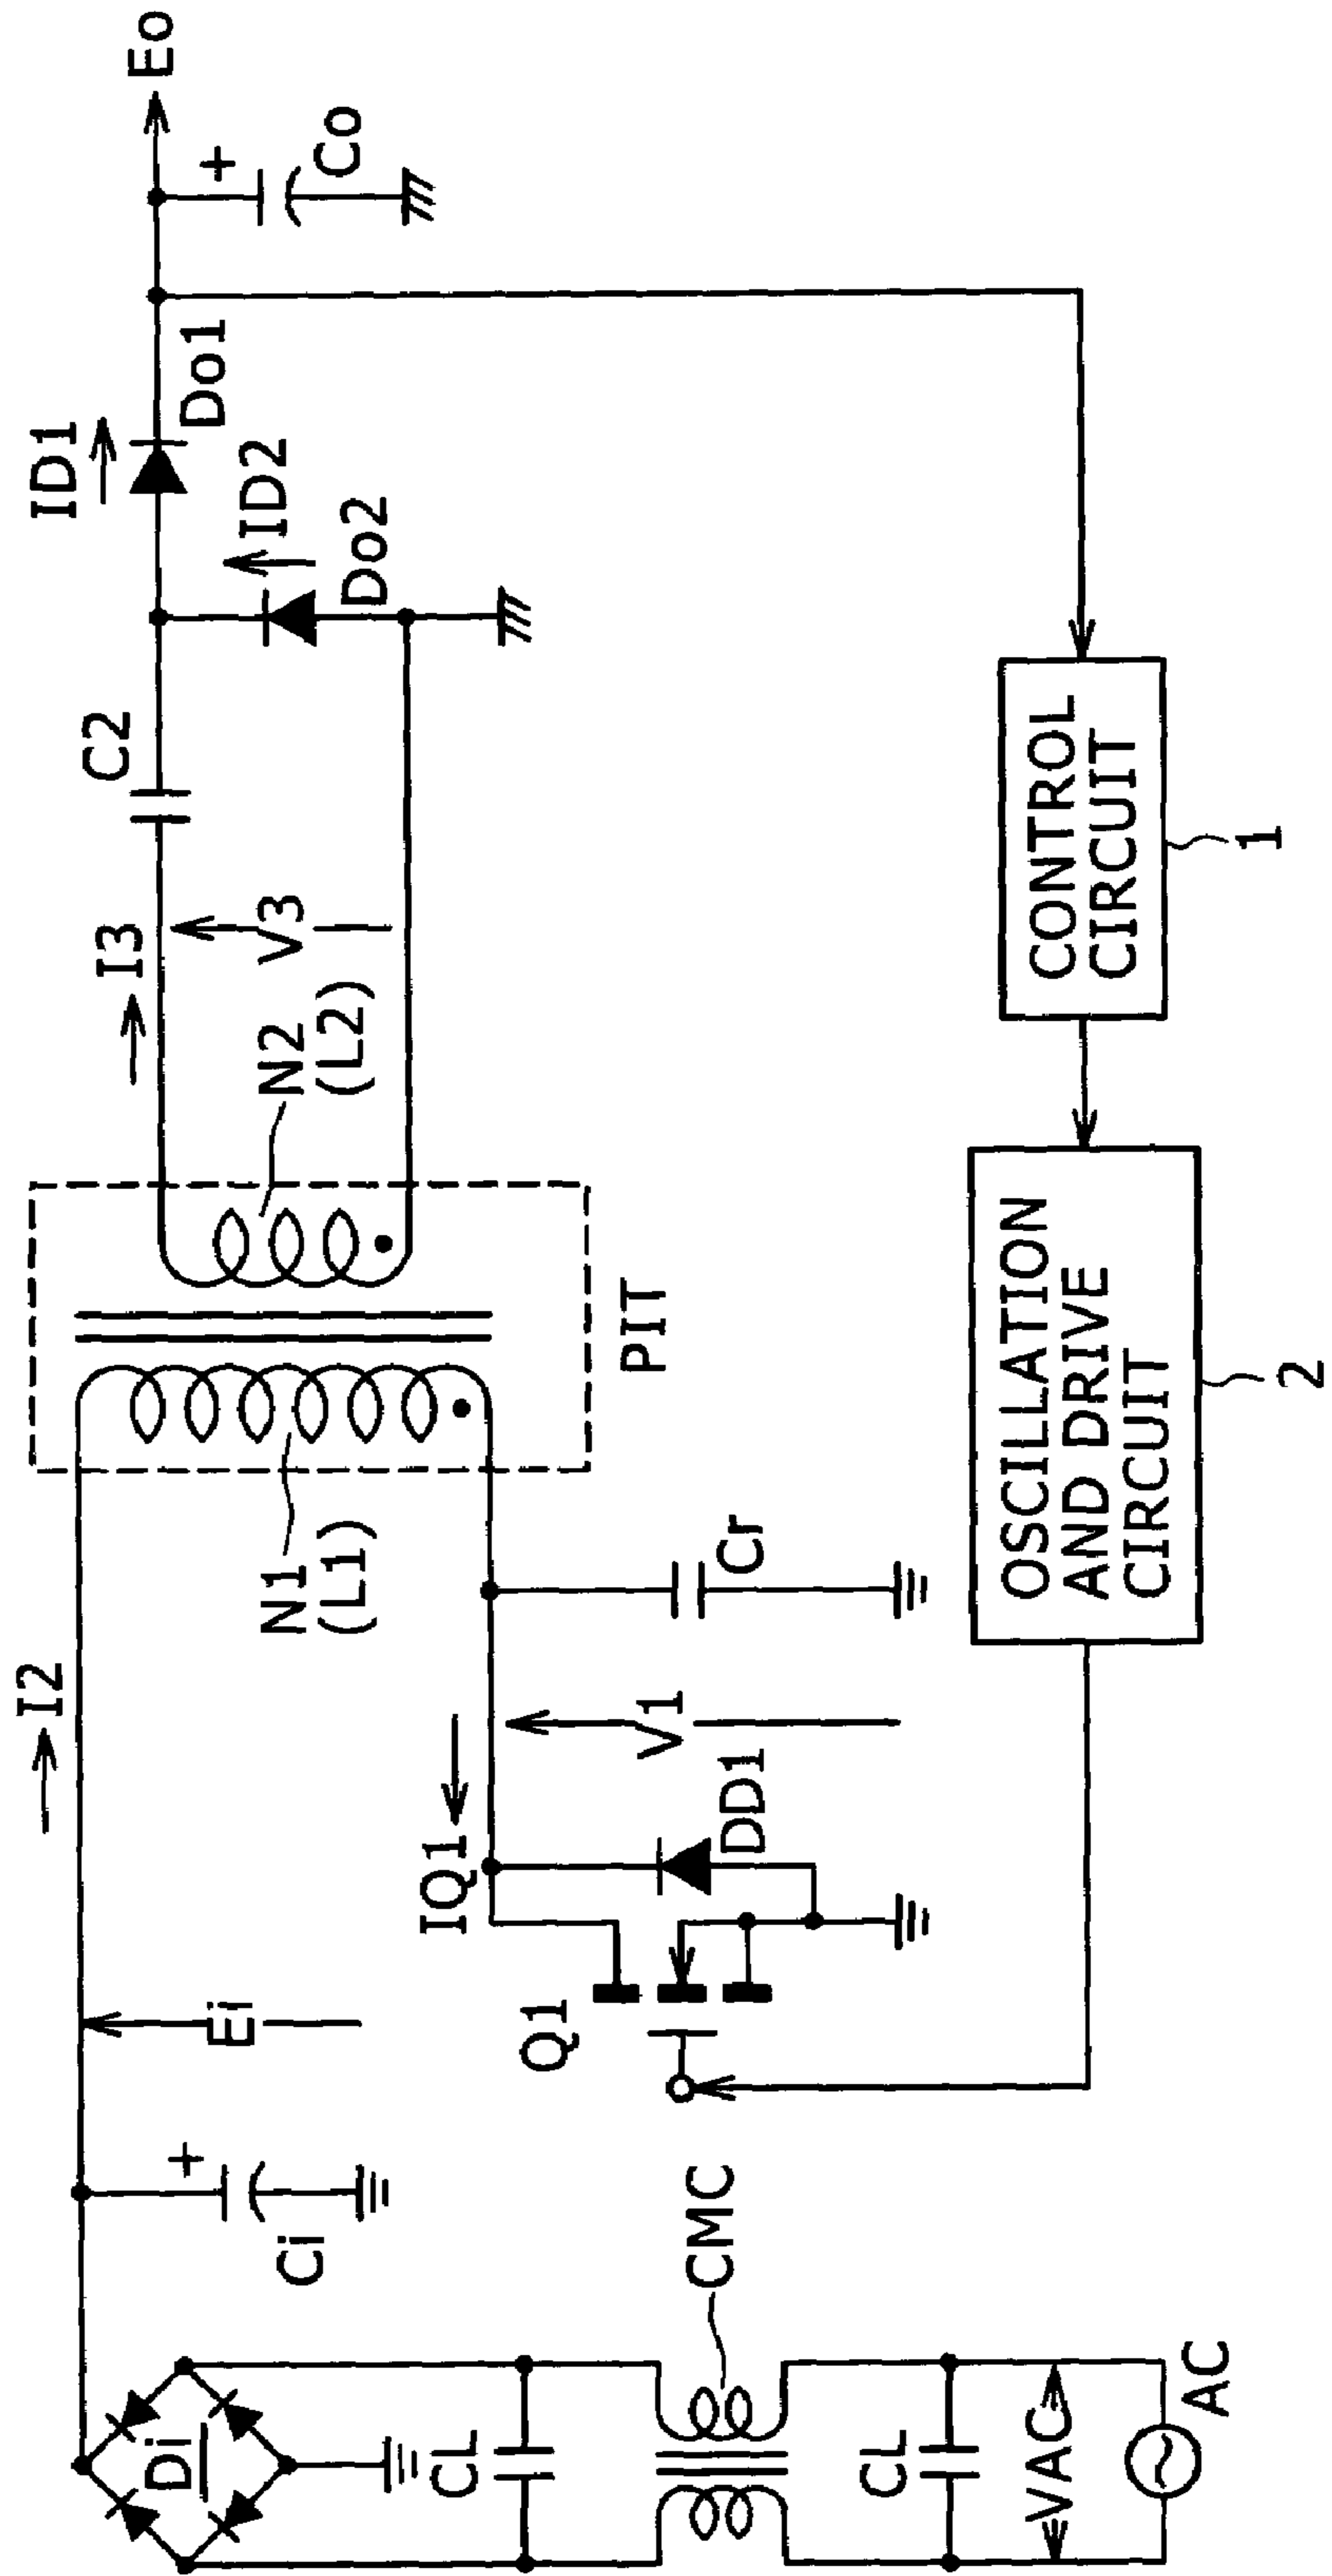 I2
I3
ID1
Eo
Ei
N1
(L1)
N2
(L2)
V3
C2
ID2
Do1
Do2
+
Co
+
Ci
Di
CL
CMC
CL
VAC
AC
Q1
IQ1
DD1
V1
Cr
PIT
OSCILLATION
AND DRIVE
CIRCUIT
2
CONTROL
CIRCUIT
1